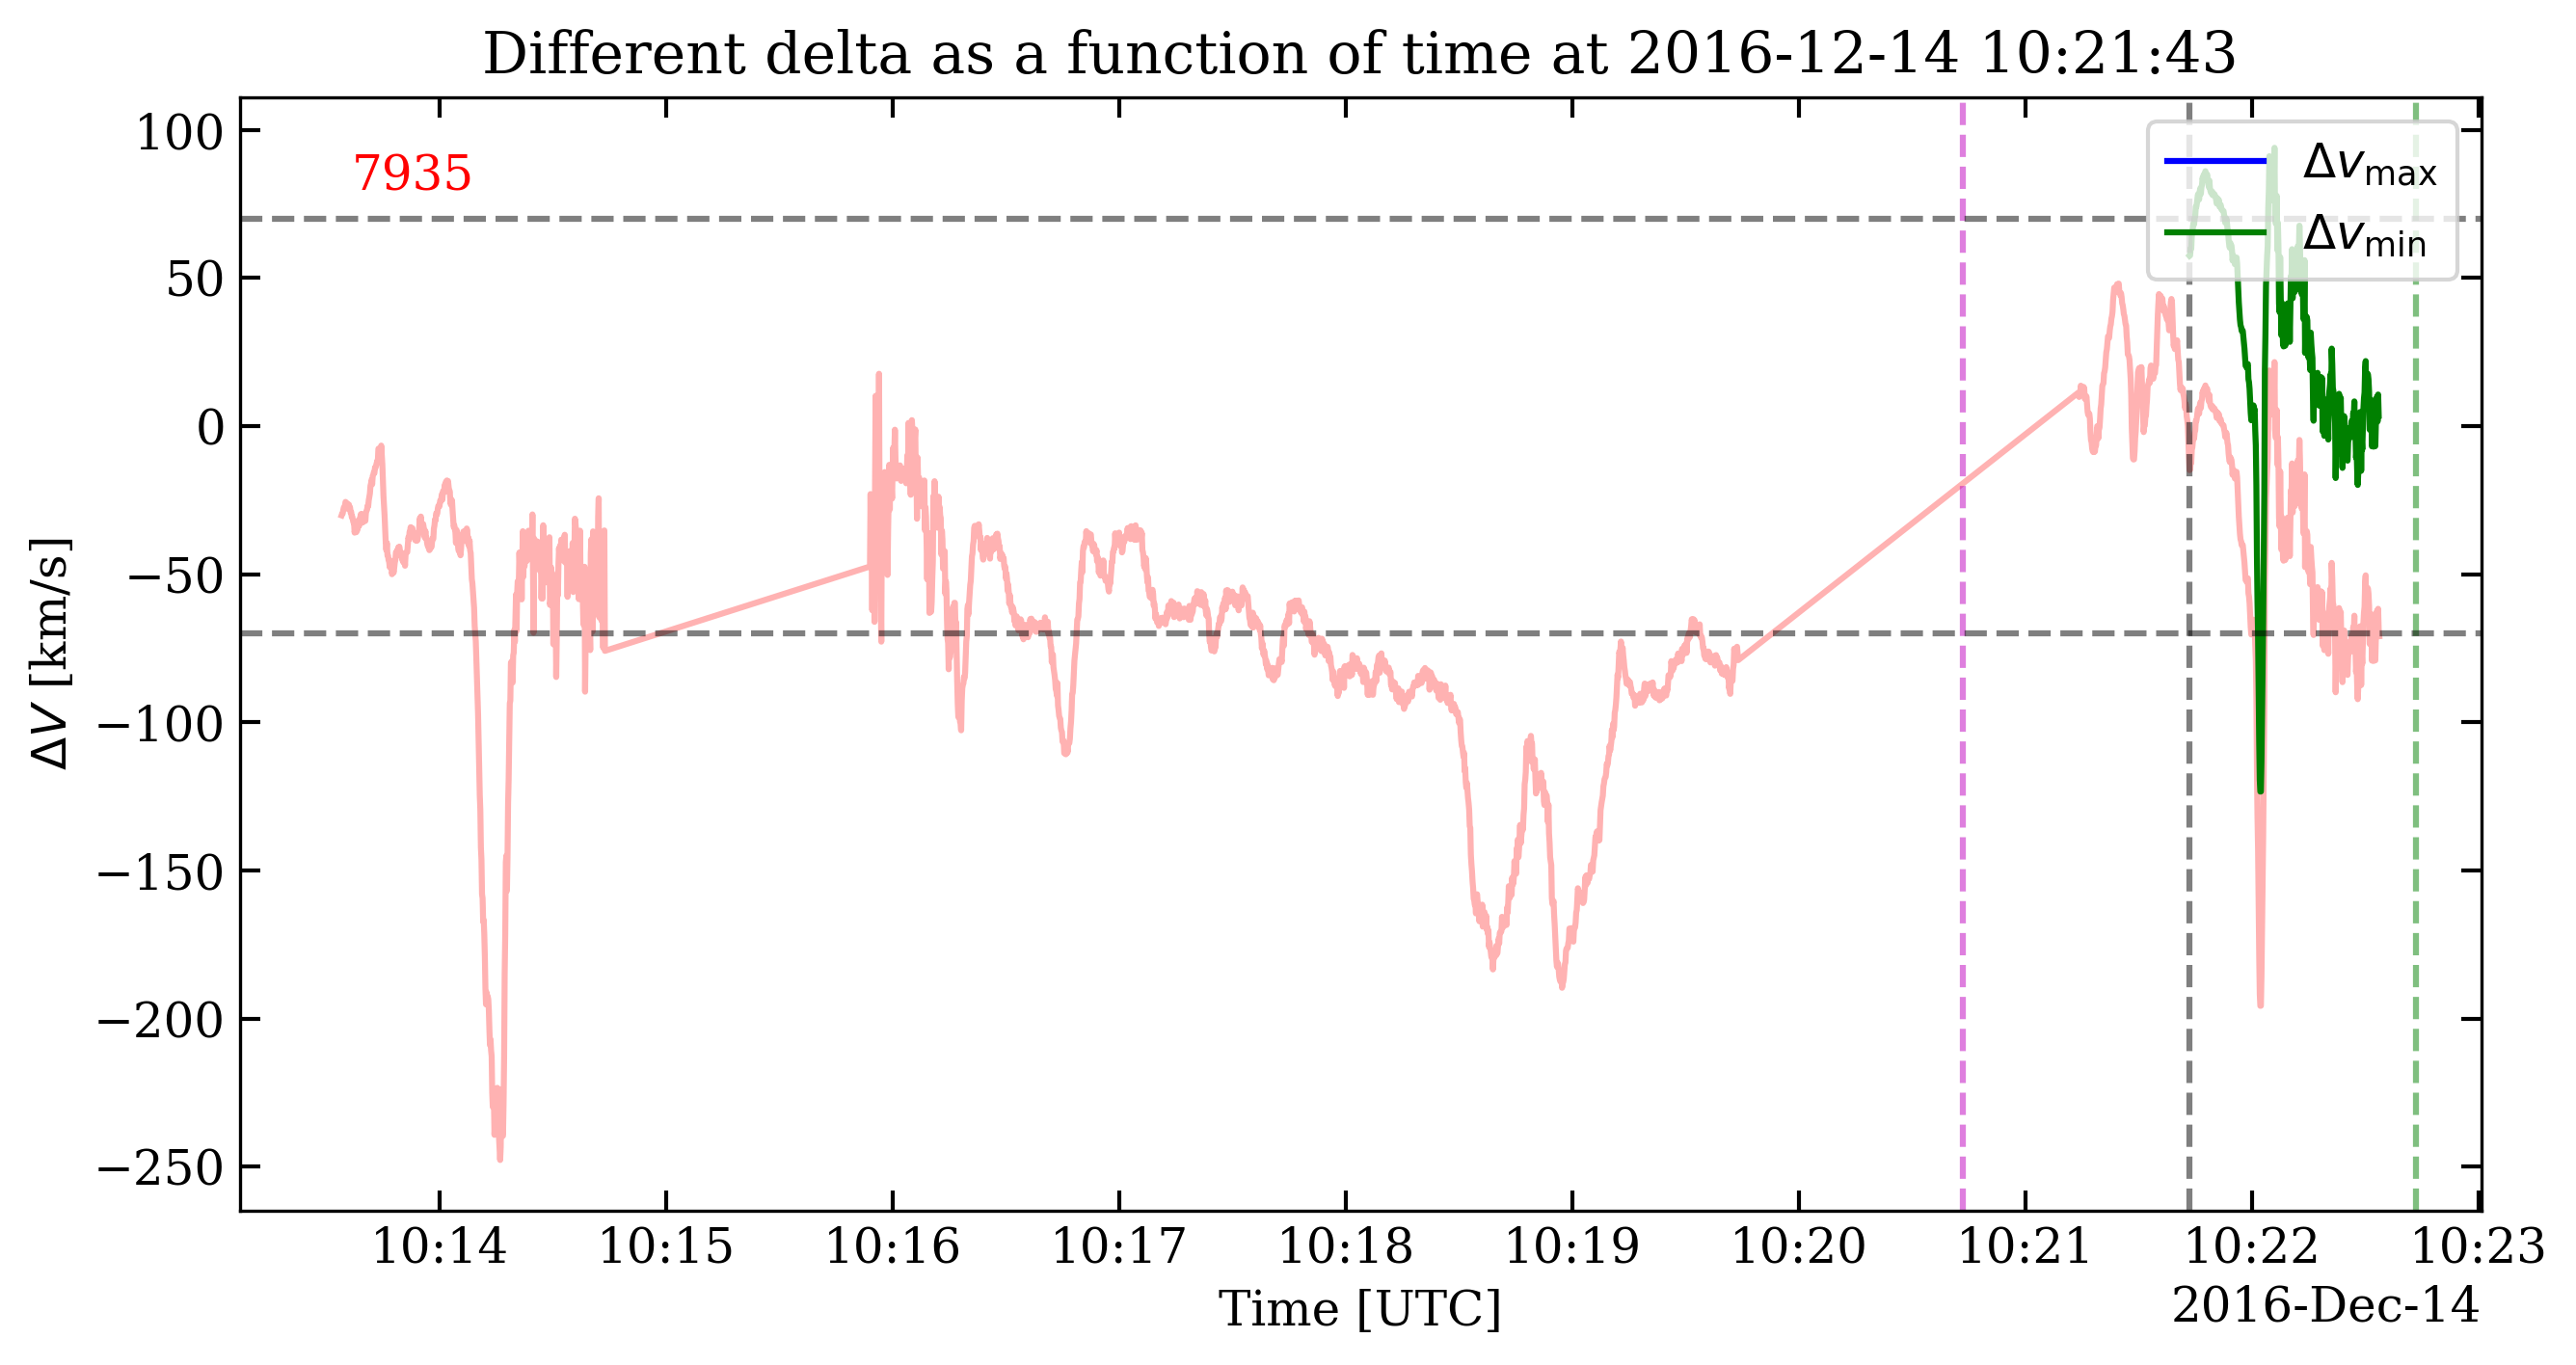 Different delta as a function of time at 2016-12-14 10:21:43
7935
Δv_max
Δv_min
100
50
0
−50
−100
−150
−200
−250
ΔV [km/s]
10:14 10:15 10:16 10:17 10:18 10:19 10:20 10:21 10:22 10:23
2016-Dec-14
Time [UTC]